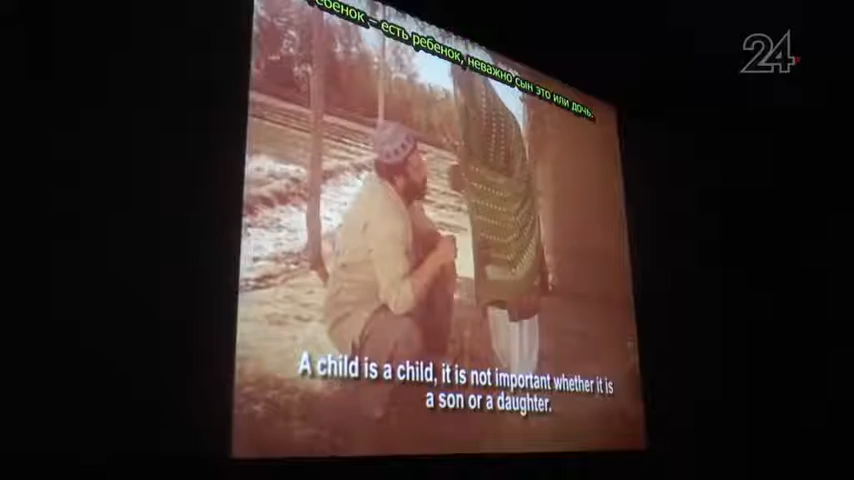 ребенок – есть ребенок, неважно сын это или дочь.
24
A child is a child, it is not important whether it is
a son or a daughter.